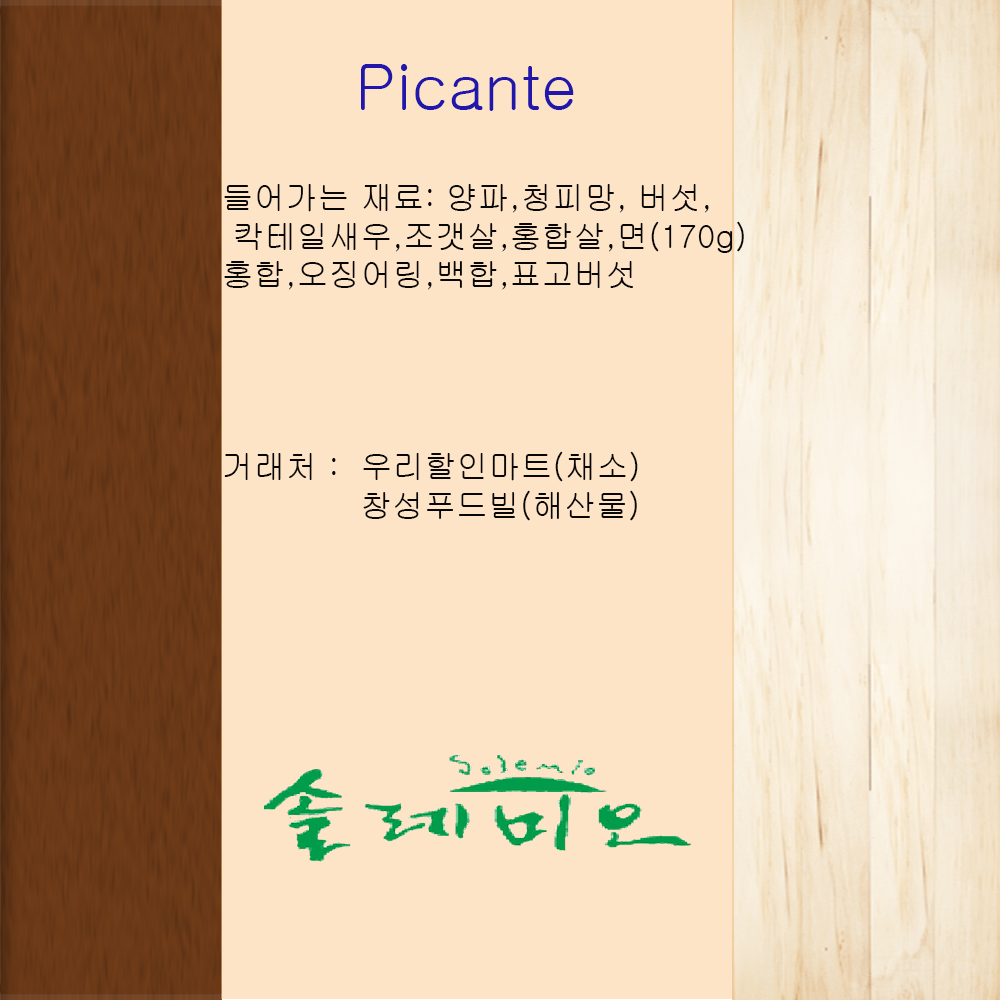 Picante
들어가는 재료: 양파,청피망, 버섯,
칵테일새우,조갯살,홍합살,면(170g)
홍합,오징어링,백합,표고버섯
거래처 : 우리할인마트(채소)
창성푸드빌(해산물)
Solemio
솔레미오